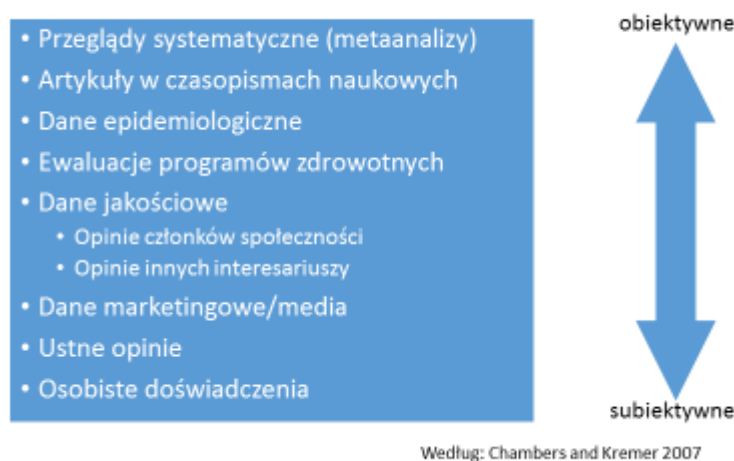 • Przeglądy systematyczne (metaanalizy)
• Artykuły w czasopismach naukowych
• Dane epidemiologiczne
• Ewaluacje programów zdrowotnych
• Dane jakościowe
• Opinie członków społeczności
• Opinie innych interesariuszy
• Dane marketingowe/media
• Ustne opinie
• Osobiste doświadczenia
obiektywne
subiektywne
Według: Chambers and Kremer 2007